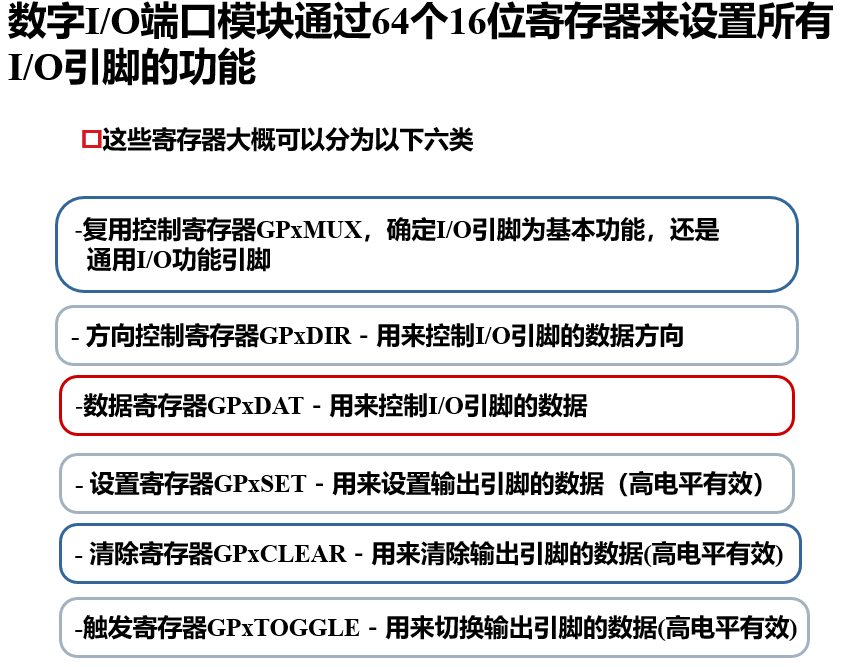 数字I/O端口模块通过64个16位寄存器来设置所有
I/O引脚的功能
这些寄存器大概可以分为以下六类
-复用控制寄存器GPxMUX，确定I/O引脚为基本功能，还是
通用I/O功能引脚
- 方向控制寄存器GPxDIR－用来控制I/O引脚的数据方向
-数据寄存器GPxDAT－用来控制I/O引脚的数据
- 设置寄存器GPxSET－用来设置输出引脚的数据（高电平有效）
- 清除寄存器GPxCLEAR－用来清除输出引脚的数据(高电平有效)
-触发寄存器GPxTOGGLE－用来切换输出引脚的数据(高电平有效)